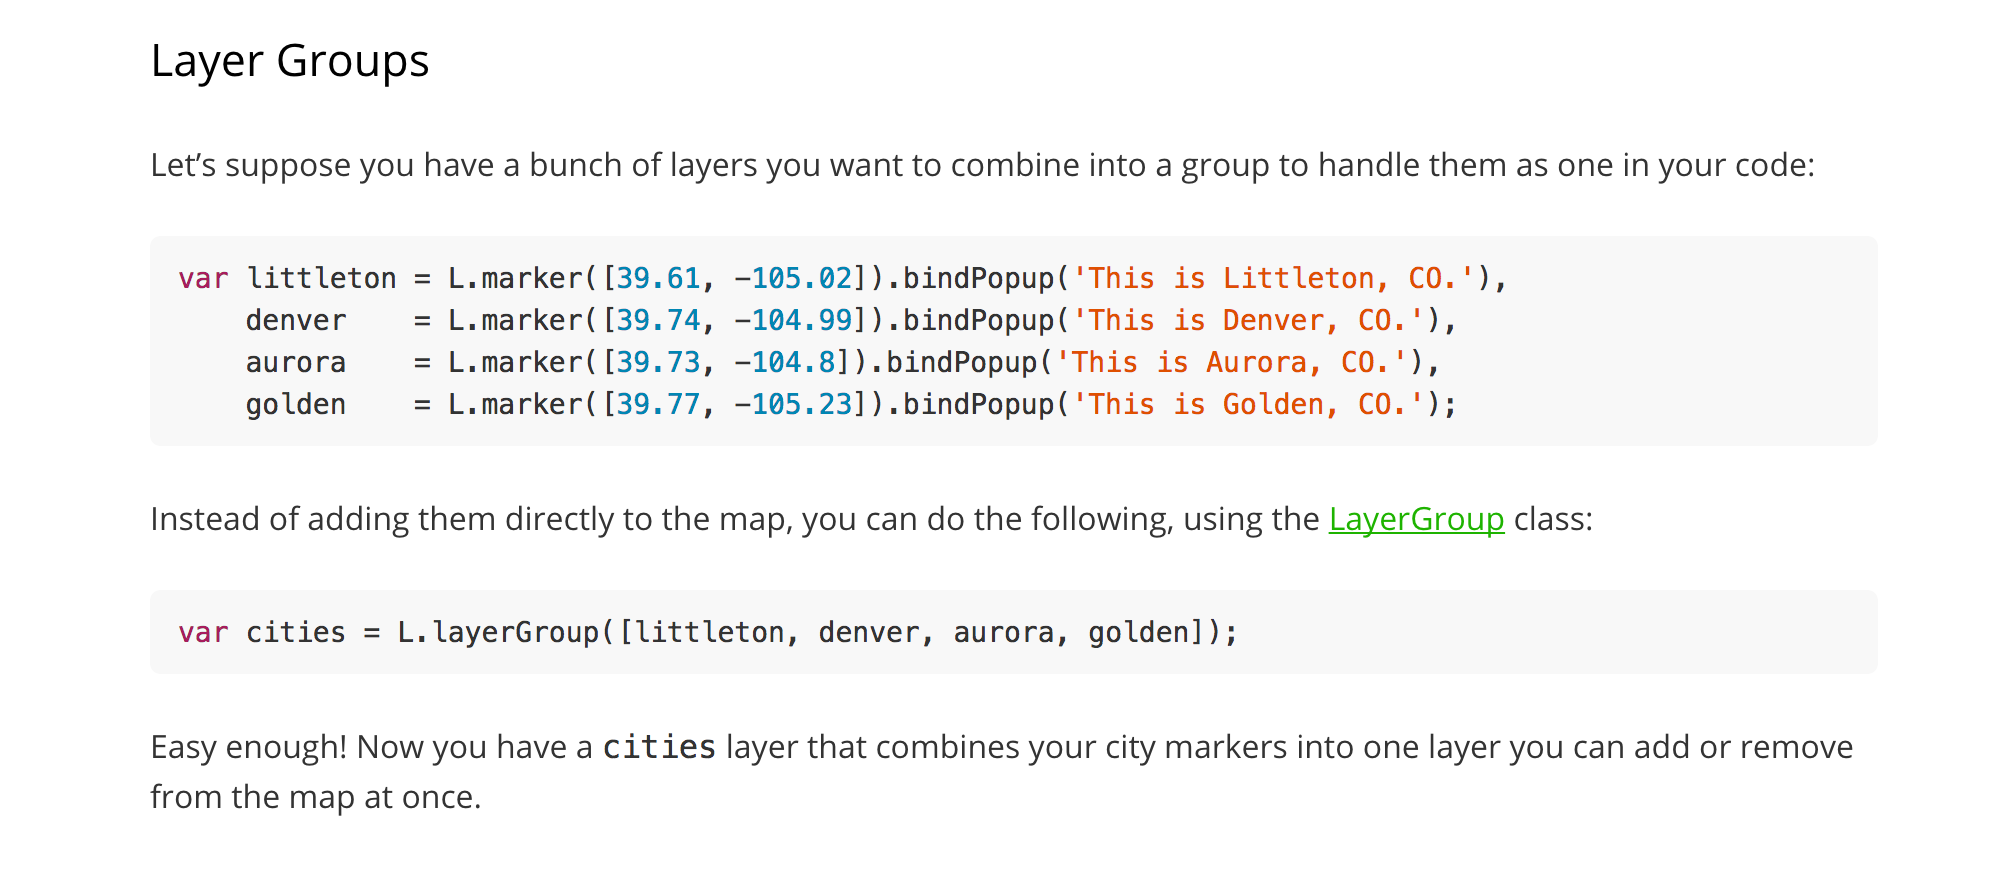 Layer Groups
Let’s suppose you have a bunch of layers you want to combine into a group to handle them as one in your code:
var littleton = L.marker([39.61, -105.02]).bindPopup('This is Littleton, CO.'),
    denver    = L.marker([39.74, -104.99]).bindPopup('This is Denver, CO.'),
    aurora    = L.marker([39.73, -104.8]).bindPopup('This is Aurora, CO.'),
    golden    = L.marker([39.77, -105.23]).bindPopup('This is Golden, CO.');
Instead of adding them directly to the map, you can do the following, using the LayerGroup class:
var cities = L.layerGroup([littleton, denver, aurora, golden]);
Easy enough! Now you have a cities layer that combines your city markers into one layer you can add or remove
from the map at once.